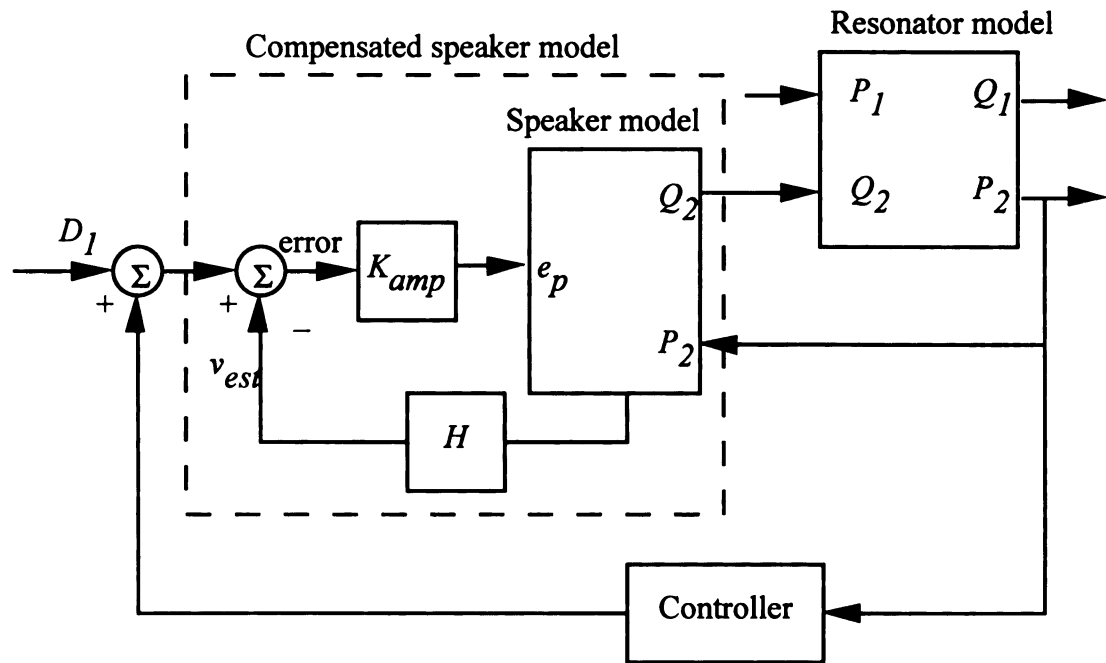 Resonator model
Compensated speaker model
P1 Q1
Speaker model
Q2
Q2 P2
D1
error
Σ Σ
Kamp
ep
+ +
−
P2
vest
H
Controller